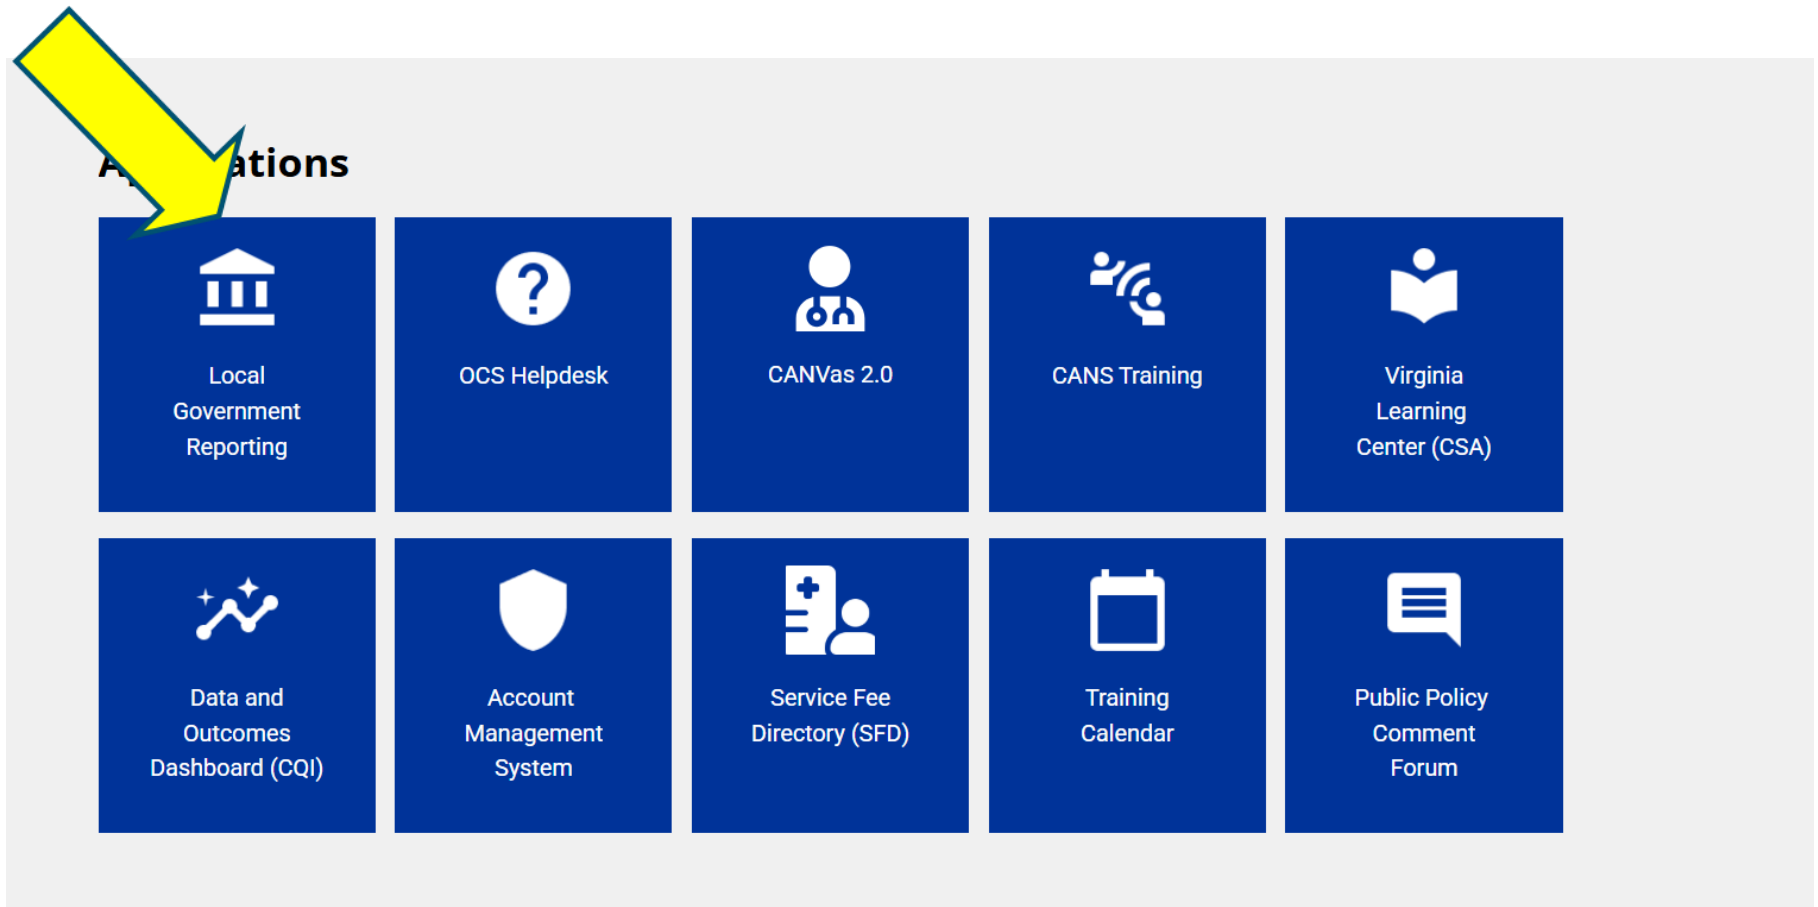 ations
Local
Government
Reporting
OCS Helpdesk
CANVas 2.0
CANS Training
Virginia
Learning
Center (CSA)
Data and
Outcomes
Dashboard (CQI)
Account
Management
System
Service Fee
Directory (SFD)
Training
Calendar
Public Policy
Comment
Forum